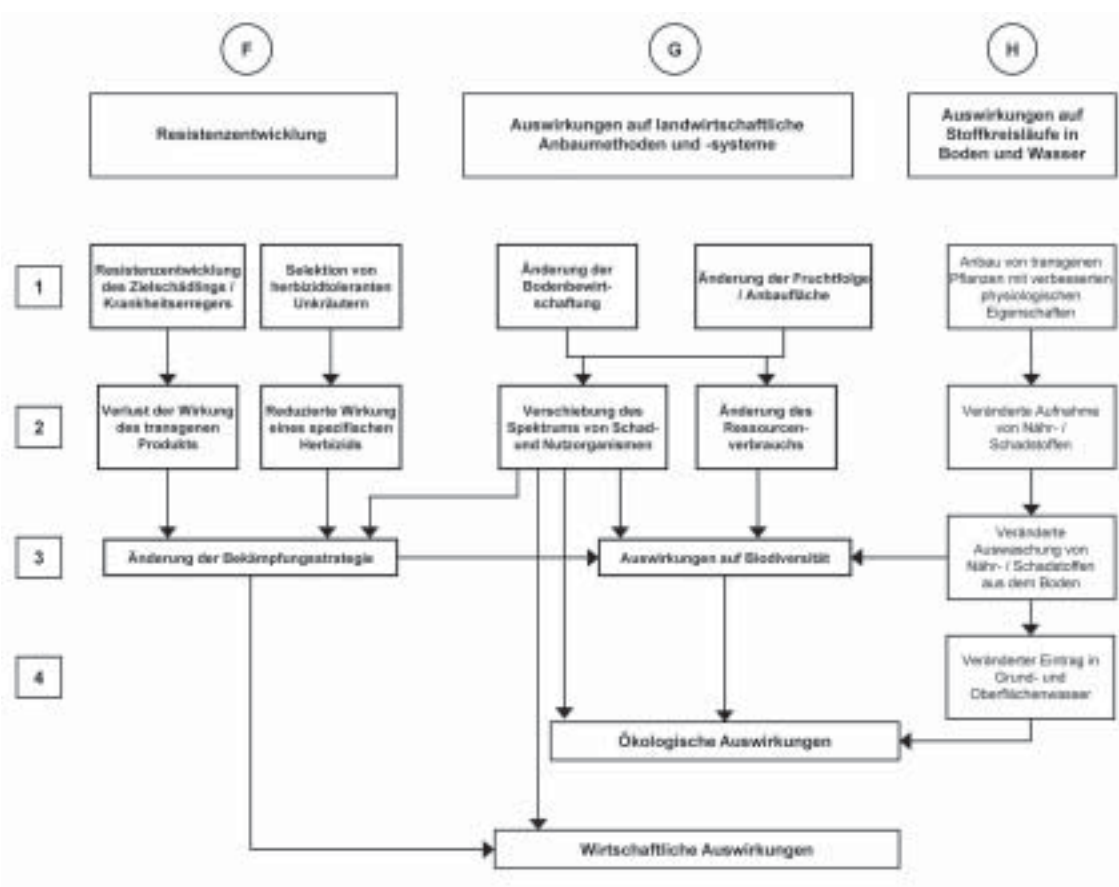 F
G
H
Resistenzentwicklung
Auswirkungen auf landwirtschaftliche
Anbaumethoden und -systeme
Auswirkungen auf
Stoffkreisläufe in
Boden und Wasser
1
Resistenzentwicklung
des Zielschädlings /
Krankheitserregers
Selektion von
herbizidtoleranten
Unkräutern
Änderung der
Bodenbewirt-
schaftung
Änderung der Fruchtfolge
/ Anbaufläche
Anbau von transgenen
Pflanzen mit verbesserten
physiologischen
Eigenschaften
2
Verlust der Wirkung
des transgenen
Produkts
Reduzierte Wirkung
eines spezifischen
Herbizids
Verschiebung des
Spektrums von Schad-
und Nutzorganismen
Änderung des
Ressourcen-
verbrauchs
Veränderte Aufnahme
von Nähr- /
Schadstoffen
3
Änderung der Bekämpfungsstrategie
Auswirkungen auf Biodiversität
Veränderte
Auswaschung von
Nähr- / Schadstoffen
aus dem Boden
4
Veränderter Eintrag in
Grund- und
Oberflächenwasser
Ökologische Auswirkungen
Wirtschaftliche Auswirkungen